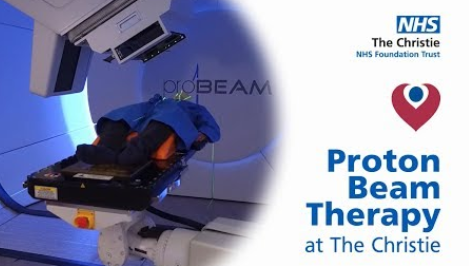 NHS
The Christie
NHS Foundation Trust
proBEAM
Proton
Beam
Therapy
at The Christie